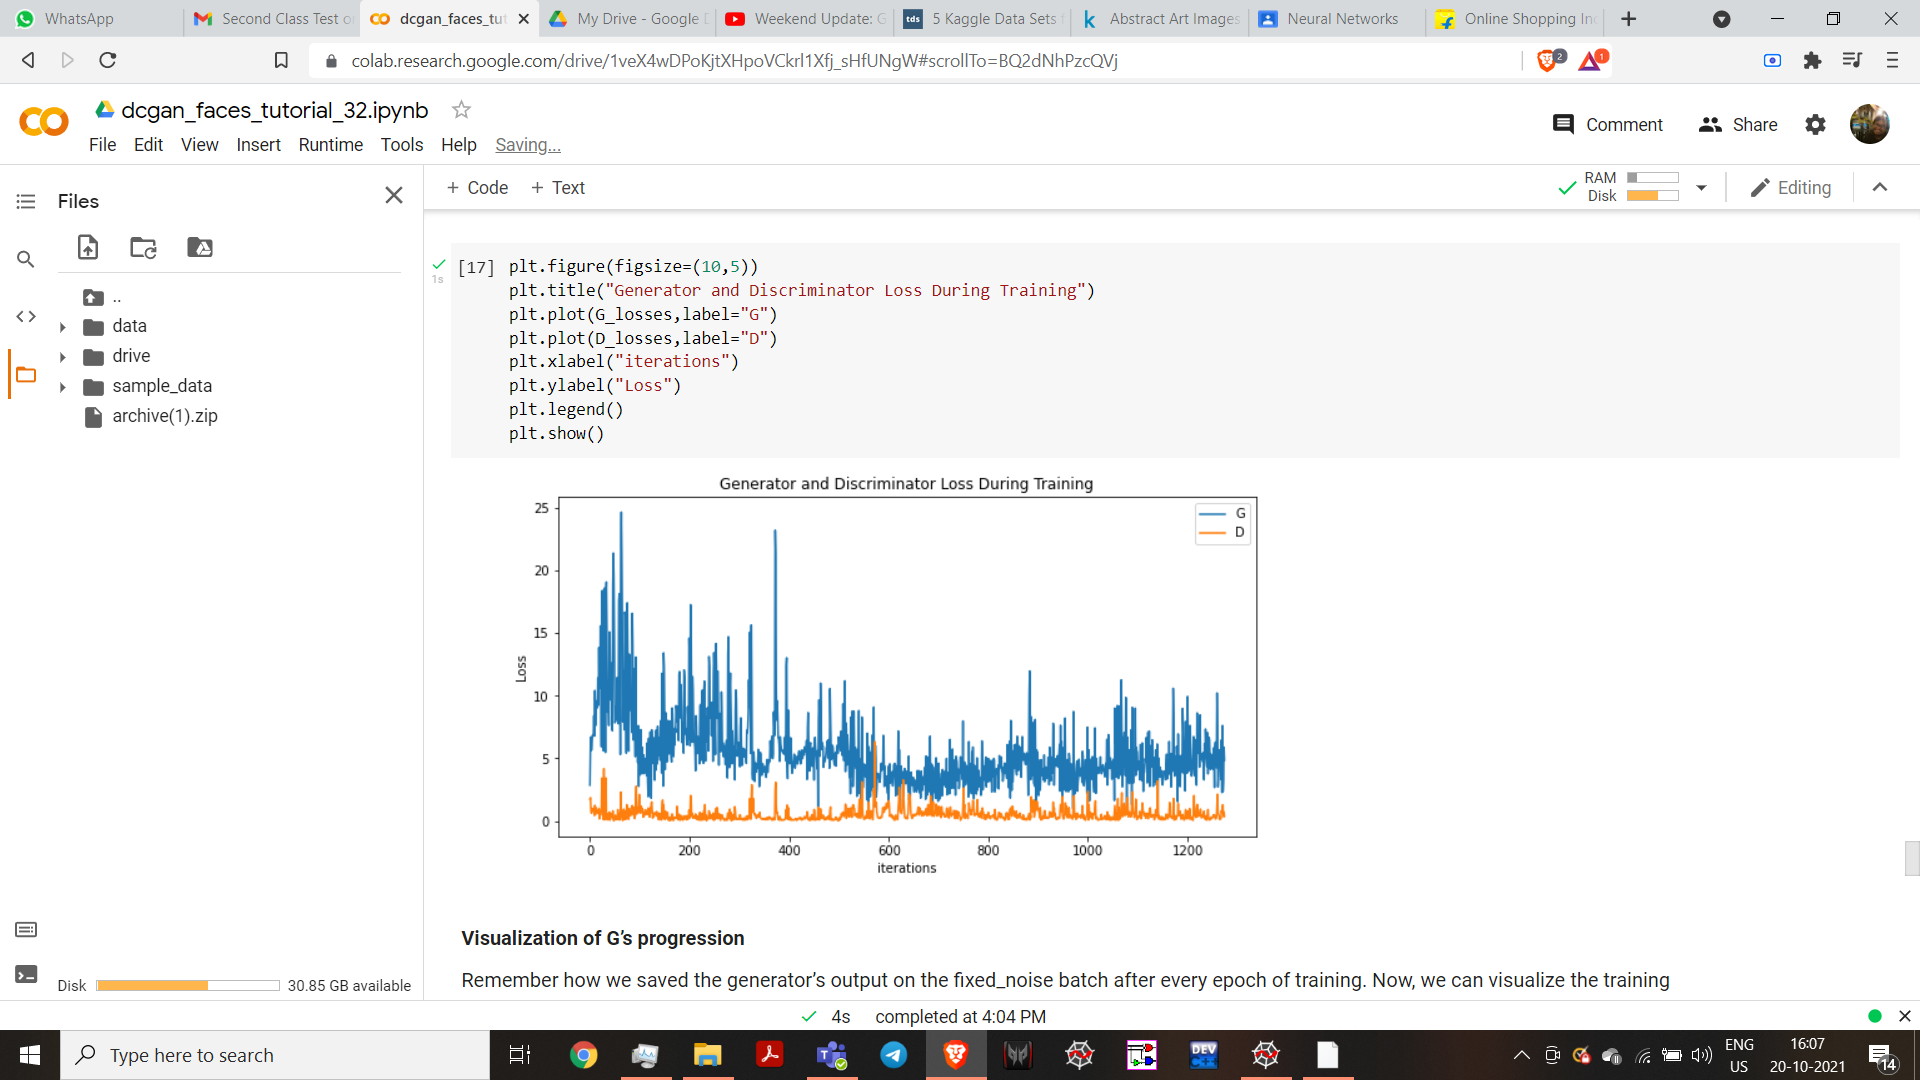 WhatsApp
Second Class Test o
dcgan_faces_tut
My Drive - Google D
Weekend Update: G
tds
5 Kaggle Data Sets f
k
Abstract Art Images
Neural Networks
Online Shopping In
colab.research.google.com/drive/1veX4wDPoKjtXHpoVCkrl1Xfj_sHfUNgW#scrollTo=BQ2dNhPzcQVj
2
1
dcgan_faces_tutorial_32.ipynb
Comment
Share
File Edit View Insert Runtime Tools Help Saving...
Files
+ Code + Text
RAM
Disk
Editing
..
data
drive
sample_data
archive(1).zip
1s
[17] plt.figure(figsize=(10,5))
plt.title("Generator and Discriminator Loss During Training")
plt.plot(G_losses,label="G")
plt.plot(D_losses,label="D")
plt.xlabel("iterations")
plt.ylabel("Loss")
plt.legend()
plt.show()
Generator and Discriminator Loss During Training
G
D
25
20
15
10
5
0
Loss
0 200 400 600 800 1000 1200
iterations
Visualization of G’s progression
Remember how we saved the generator’s output on the fixed_noise batch after every epoch of training. Now, we can visualize the training
Disk 30.85 GB available
4s completed at 4:04 PM
Type here to search
DEV
C++
ENG
US
16:07
20-10-2021
14